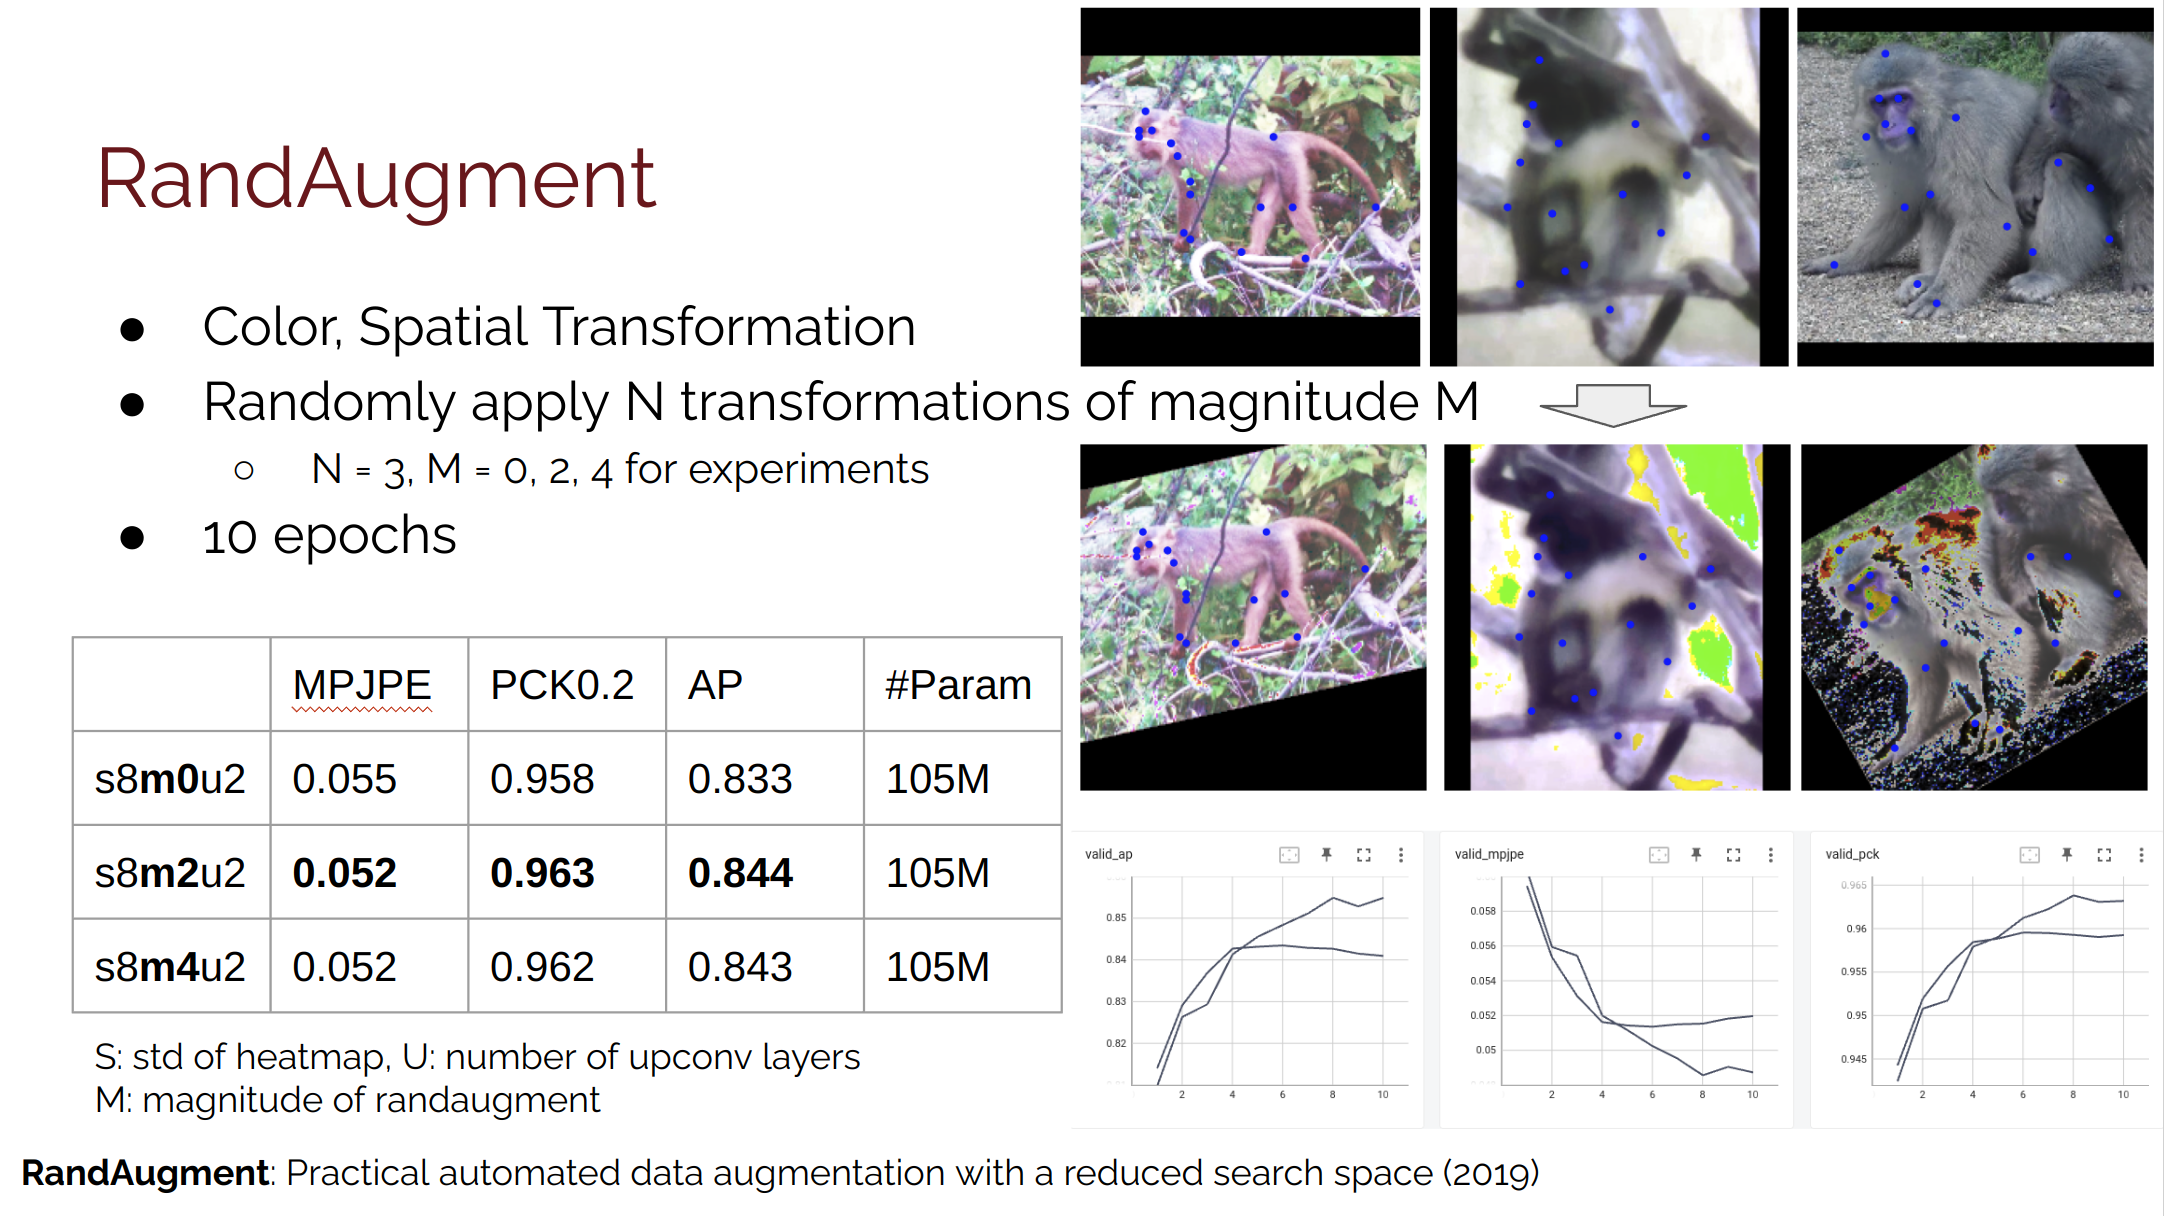 RandAugment
● Color, Spatial Transformation
● Randomly apply N transformations of magnitude M
○ N = 3, M = 0, 2, 4 for experiments
● 10 epochs
MPJPE PCK0.2 AP #Param
s8m0u2 0.055 0.958 0.833 105M
s8m2u2 0.052 0.963 0.844 105M
s8m4u2 0.052 0.962 0.843 105M
S: std of heatmap, U: number of upconv layers
M: magnitude of randaugment
valid_ap
0.85
0.84
0.83
0.82
2 4 6 8 10
valid_mpjpe
0.058
0.056
0.054
0.052
0.05
2 4 6 8 10
valid_pck
0.965
0.96
0.955
0.95
0.945
2 4 6 8 10
RandAugment: Practical automated data augmentation with a reduced search space (2019)